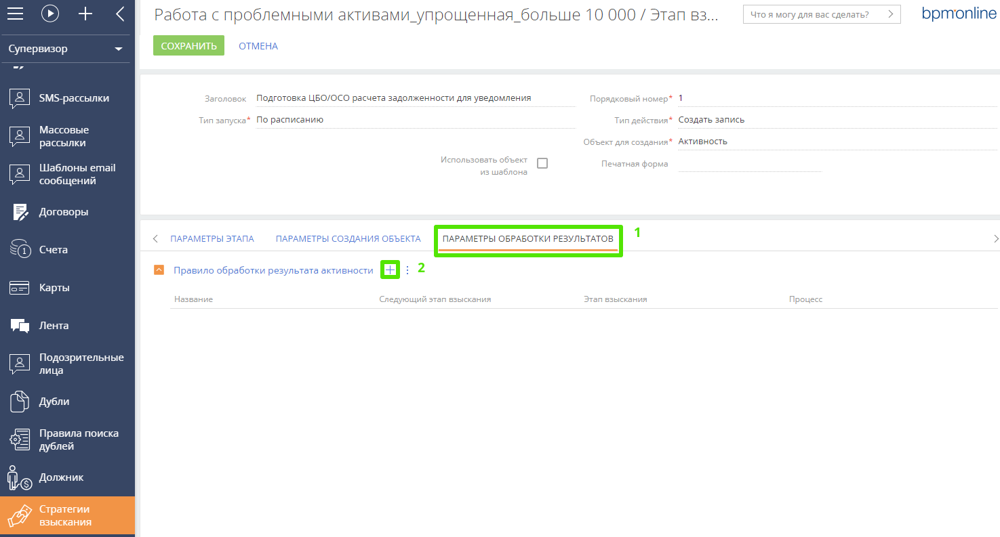 Работа с проблемными активами_упрощенная_больше 10 000 / Этап вз...
Что я могу для вас сделать?
bpmonline
СОХРАНИТЬ
ОТМЕНА
Супервизор
SMS-рассылки
Массовые
рассылки
Шаблоны email
сообщений
Договоры
Счета
1
Карты
Лента
Подозрительные
лица
Дубли
Правила поиска
дублей
Должник
$
Стратегии
взыскания
Заголовок Подготовка ЦБО/ОСО расчета задолженности для уведомления
Порядковый номер* 1
Тип запуска* По расписанию
Тип действия* Создать запись
Объект для создания* Активность
Использовать объект
из шаблона
Печатная форма
ПАРАМЕТРЫ ЭТАПА
ПАРАМЕТРЫ СОЗДАНИЯ ОБЪЕКТА
ПАРАМЕТРЫ ОБРАБОТКИ РЕЗУЛЬТАТОВ
1
Правило обработки результата активности
2
Название
Следующий этап взыскания
Этап взыскания
Процесс